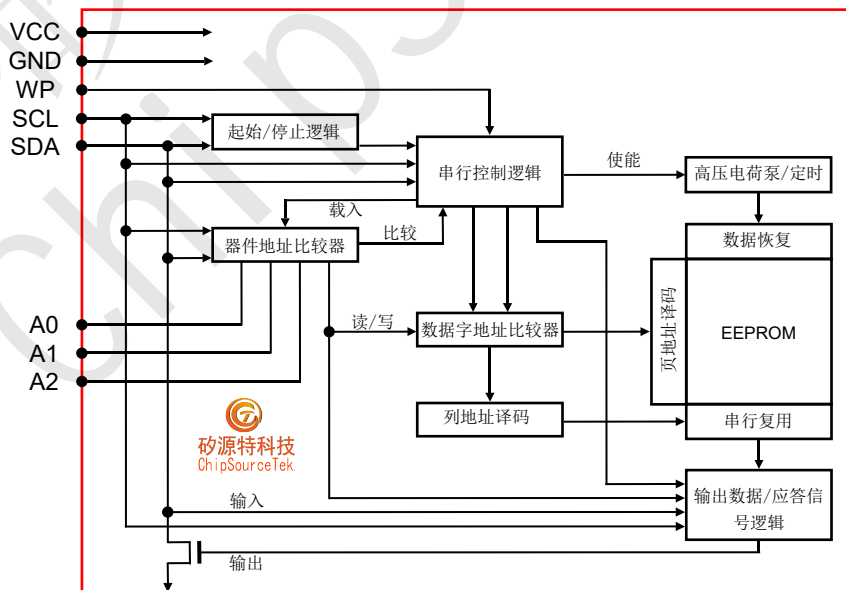 VCC
GND
WP
SCL
SDA
起始/停止逻辑
串行控制逻辑
使能
高压电荷泵/定时
载入
比较
器件地址比较器
数据恢复
页地址译码
EEPROM
A0
A1
A2
读/写
数据字地址比较器
列地址译码
串行复用
矽源特科技
ChipSourceTek
输入
输出数据/应答信
号逻辑
输出
Chip